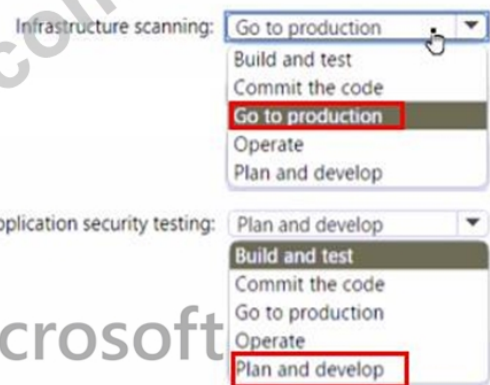 Infrastructure scanning: Go to production
Build and test
Commit the code
Go to production
Operate
Plan and develop
pplication security testing: Plan and develop
Build and test
Commit the code
Go to production
Operate
Plan and develop
com
crosoft